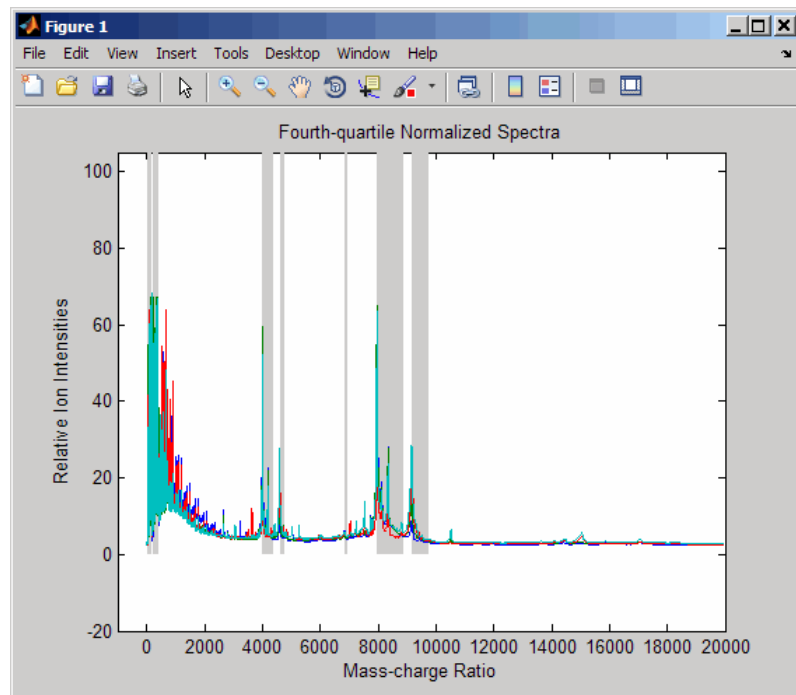 Figure 1
File Edit View Insert Tools Desktop Window Help
Fourth-quartile Normalized Spectra
100
80
60
40
20
0
-20
Relative Ion Intensities
0 2000 4000 6000 8000 10000 12000 14000 16000 18000 20000
Mass-charge Ratio